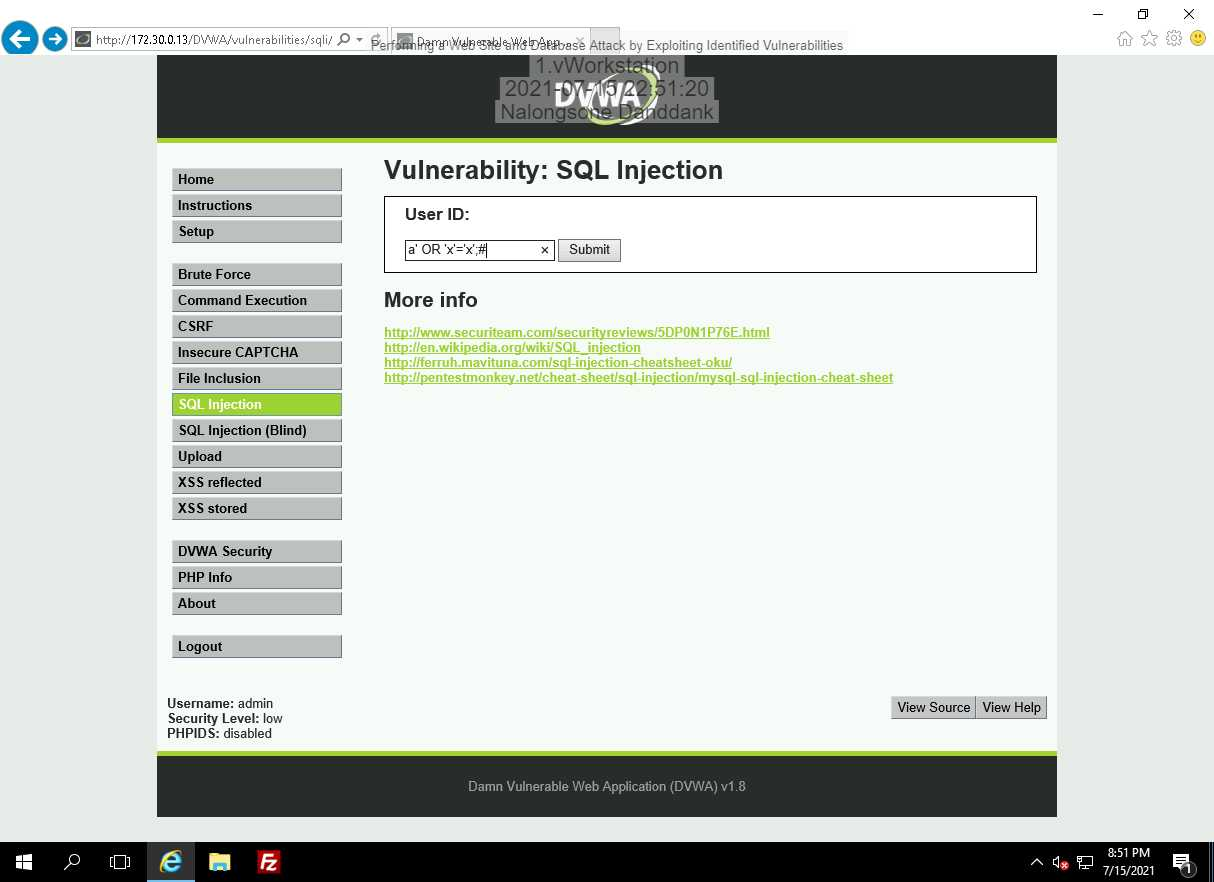 http://172.30.0.13/DVWA/vulnerabilities/sqli/
Damn Vulnerable Web App...
Performing a Web Site and Database Attack by Exploiting Identified Vulnerabilities
1.vWorkstation
2021-07-15 22:51:20
Nalongsone Danddank
DVWA
Home
Instructions
Setup
Brute Force
Command Execution
CSRF
Insecure CAPTCHA
File Inclusion
SQL Injection
SQL Injection (Blind)
Upload
XSS reflected
XSS stored
DVWA Security
PHP Info
About
Logout
Vulnerability: SQL Injection
User ID:
a' OR 'x'='x';#
Submit
More info
http://www.securiteam.com/securityreviews/5DP0N1P76E.html
http://en.wikipedia.org/wiki/SQL_injection
http://ferruh.mavituna.com/sql-injection-cheatsheet-oku/
http://pentestmonkey.net/cheat-sheet/sql-injection/mysql-sql-injection-cheat-sheet
Username: admin
Security Level: low
PHPIDS: disabled
View Source View Help
Damn Vulnerable Web Application (DVWA) v1.8
8:51 PM
7/15/2021
1